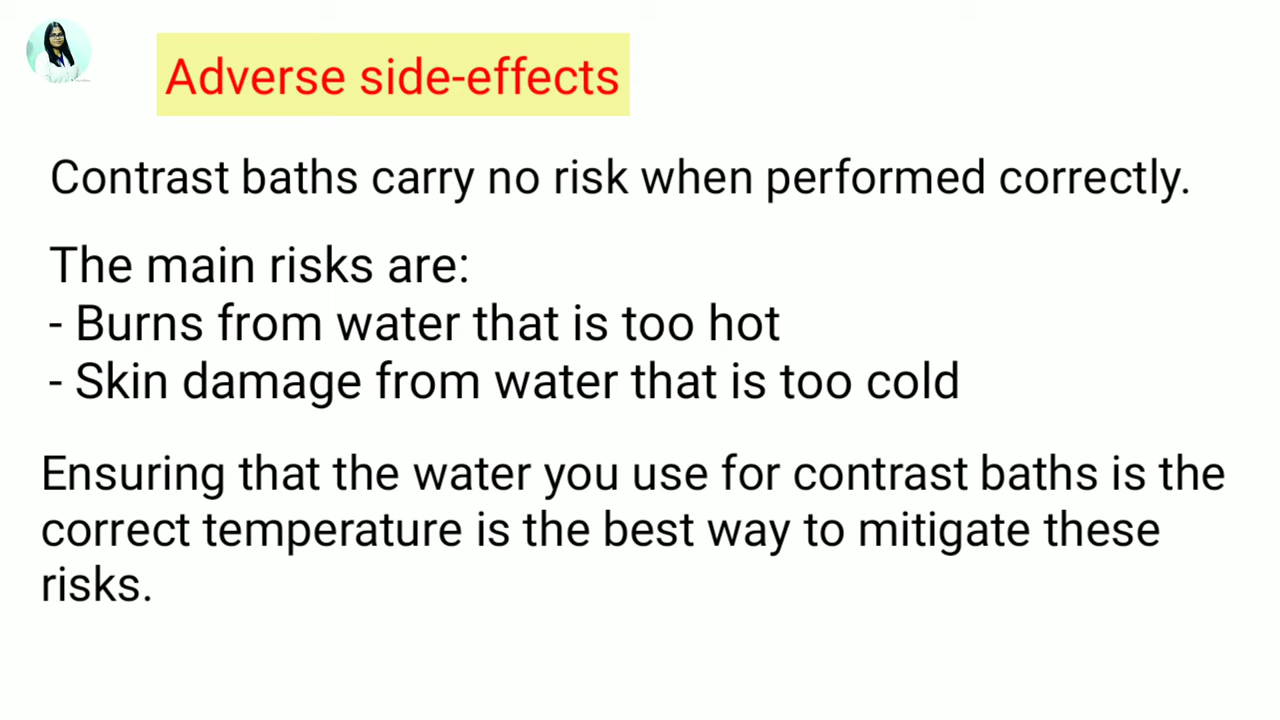 Adverse side-effects
Contrast baths carry no risk when performed correctly.
The main risks are:
- Burns from water that is too hot
- Skin damage from water that is too cold
Ensuring that the water you use for contrast baths is the
correct temperature is the best way to mitigate these
risks.